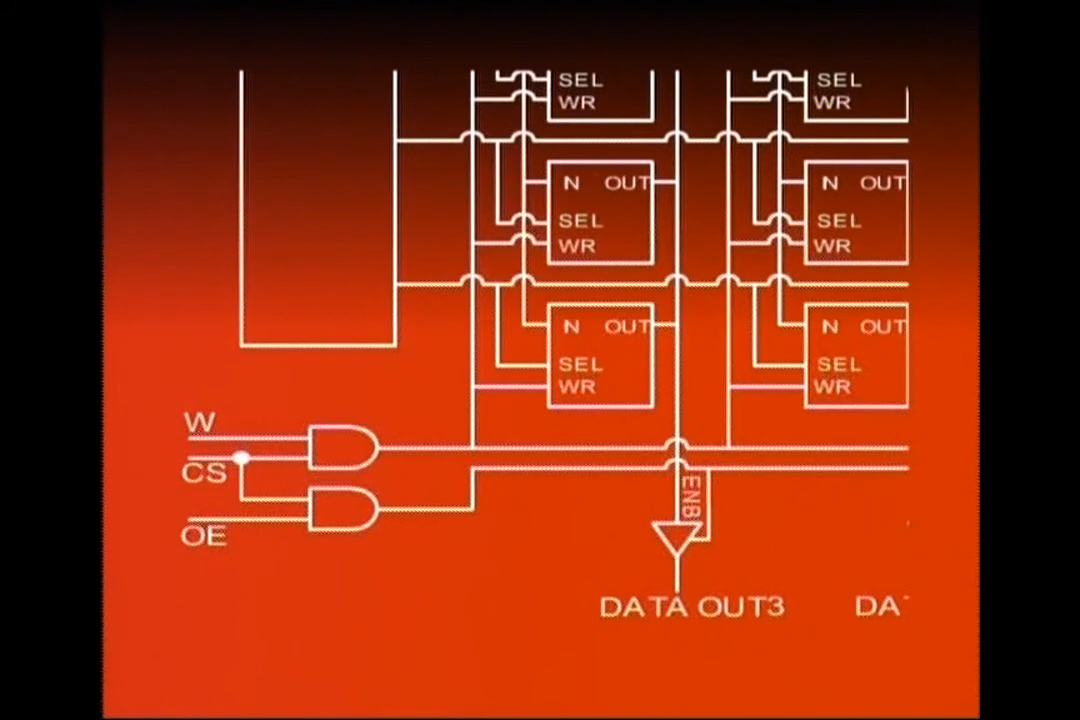 SEL SEL
WR WR
N OUT N OUT
SEL SEL
WR WR
N OUT N OUT
SEL SEL
WR WR
W
CS
ENB
OE
DATA OUT3 DA